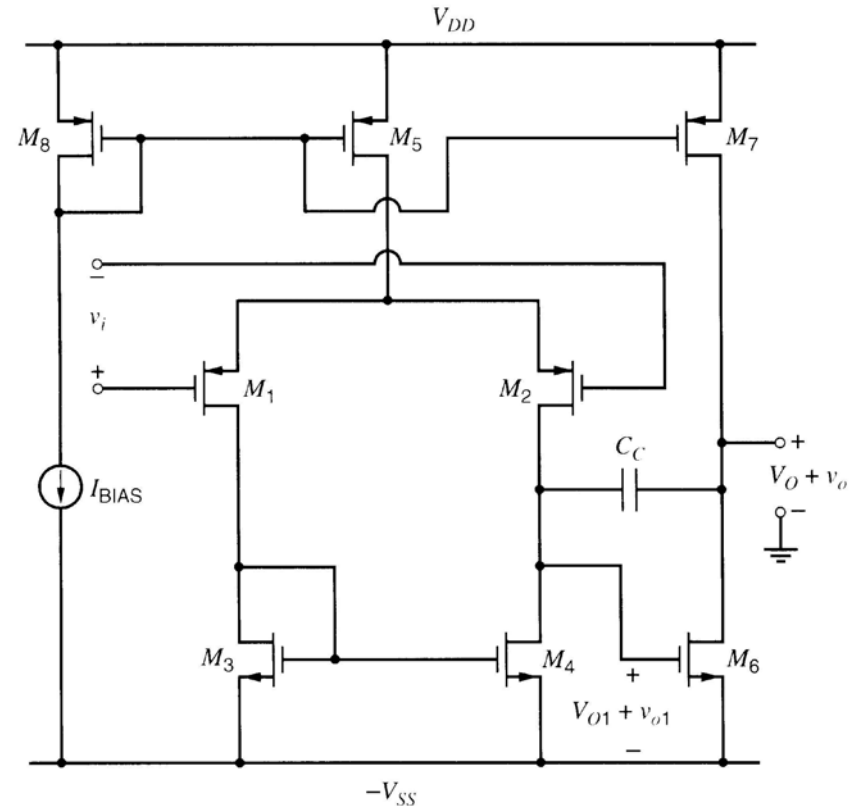 V_DD
M_8
M_5
M_7
−
v_i
+
M_1
M_2
C_C
+
V_O + v_o
−
I_BIAS
M_3
M_4
M_6
+
V_O1 + v_o1
−
−V_SS